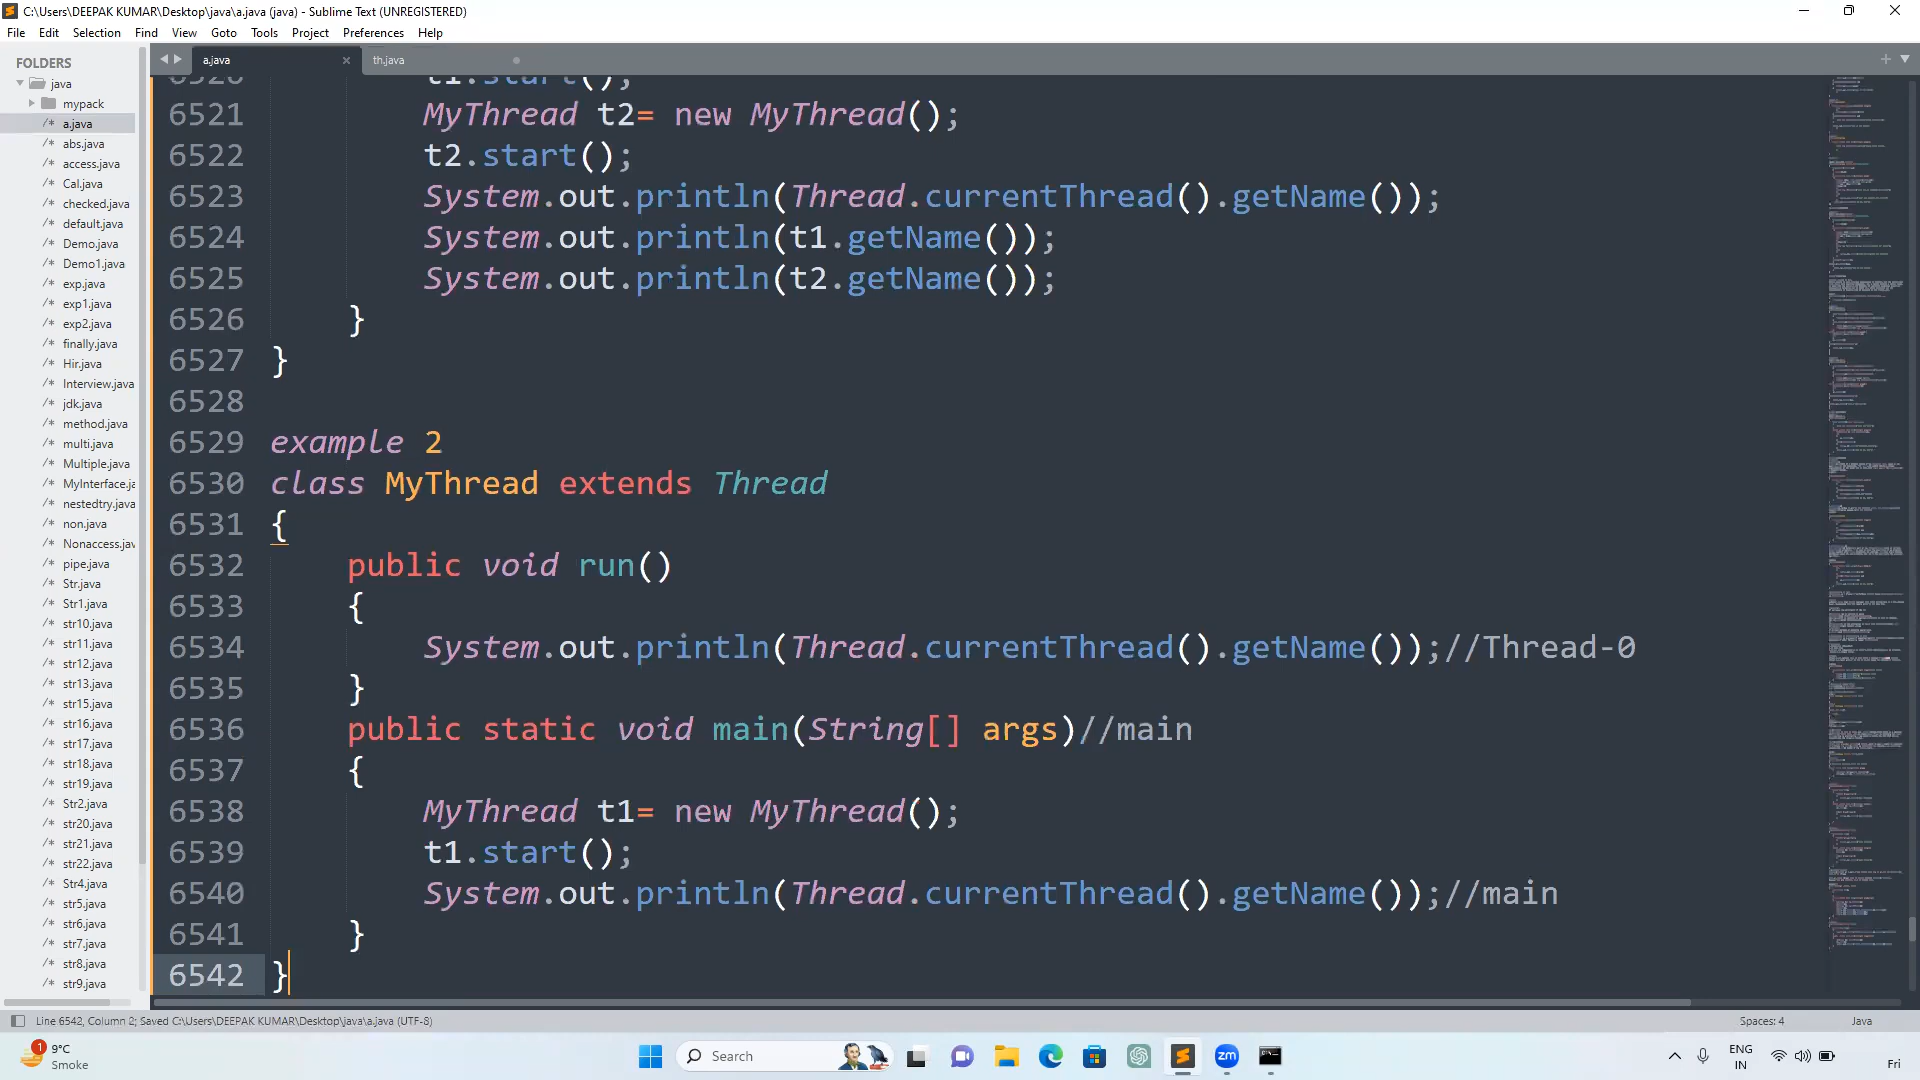 C:\Users\DEEPAK KUMAR\Desktop\java\a.java (java) - Sublime Text (UNREGISTERED)
File Edit Selection Find View Goto Tools Project Preferences Help
FOLDERS
java
mypack
a.java
abs.java
access.java
Cal.java
checked.java
default.java
Demo.java
Demo1.java
exp.java
exp1.java
exp2.java
finally.java
Hir.java
Interview.java
jdk.java
method.java
multi.java
Multiple.java
MyInterface.ja
nestedtry.java
non.java
Nonaccess.jav
pipe.java
Str.java
Str1.java
str10.java
str11.java
str12.java
str13.java
str15.java
str16.java
str17.java
str18.java
str19.java
Str2.java
str20.java
str21.java
str22.java
Str4.java
str5.java
str6.java
str7.java
str8.java
str9.java
a.java
th.java
6520 t1.start();
6521 MyThread t2= new MyThread();
6522 t2.start();
6523 System.out.println(Thread.currentThread().getName());
6524 System.out.println(t1.getName());
6525 System.out.println(t2.getName());
6526 }
6527 }
6528
6529 example 2
6530 class MyThread extends Thread
6531 {
6532 public void run()
6533 {
6534 System.out.println(Thread.currentThread().getName());//Thread-0
6535 }
6536 public static void main(String[] args)//main
6537 {
6538 MyThread t1= new MyThread();
6539 t1.start();
6540 System.out.println(Thread.currentThread().getName());//main
6541 }
6542 }
Line 6542, Column 2; Saved C:\Users\DEEPAK KUMAR\Desktop\java\a.java (UTF-8)
Spaces: 4
Java
1
9°C
Smoke
Search
zm
ENG
IN
Fri